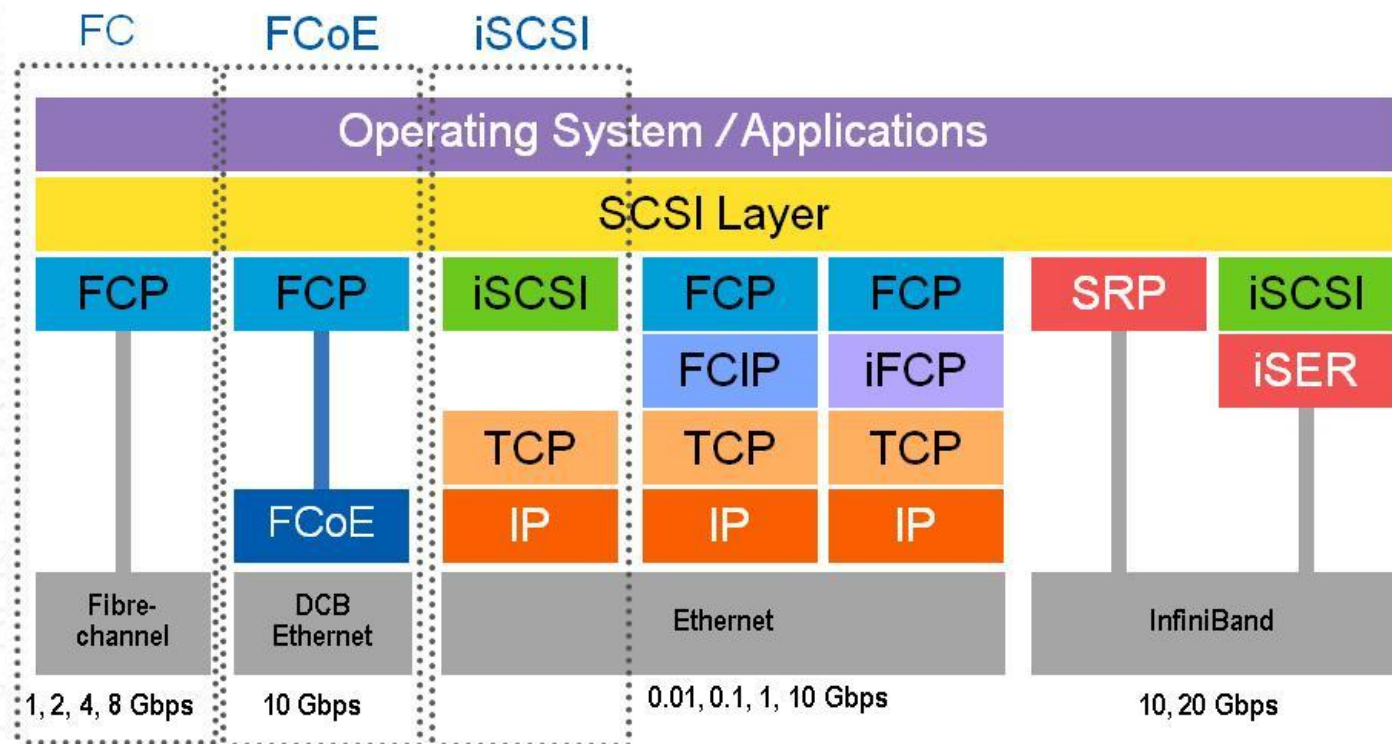 FC FCoE iSCSI
Operating System / Applications
SCSI Layer
FCP FCP iSCSI FCP FCP SRP iSCSI
FCIP iFCP iSER
TCP TCP TCP
FCoE IP IP IP
Fibre-
channel
DCB
Ethernet
Ethernet
InfiniBand
1, 2, 4, 8 Gbps
10 Gbps
0.01, 0.1, 1, 10 Gbps
10, 20 Gbps